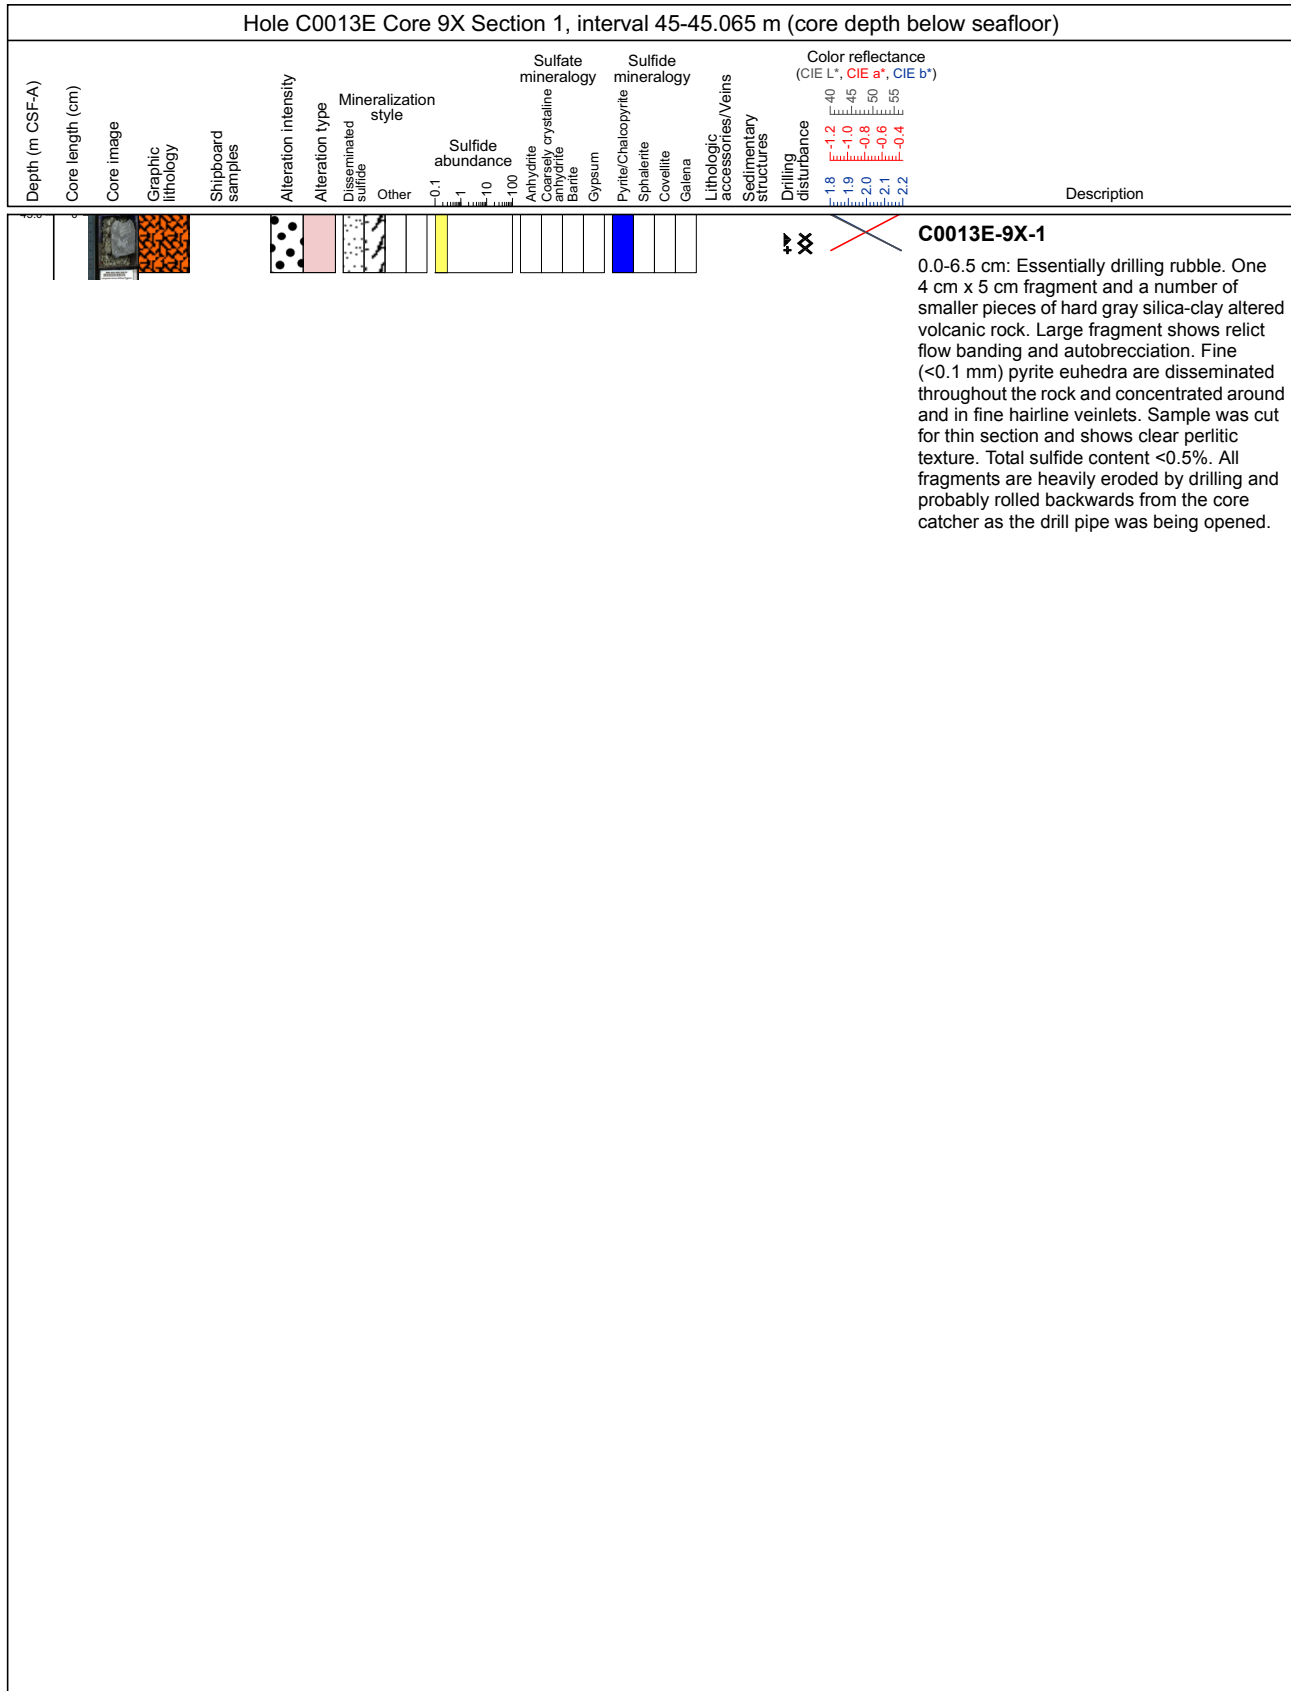 Hole C0013E Core 9X Section 1, interval 45-45.065 m (core depth below seafloor)
Depth (m CSF-A)
Core length (cm)
Core image
Graphic
lithology
Shipboard
samples
Alteration intensity
Alteration type
Mineralization
style
Disseminated
sulfide
Other
Sulfide
abundance
0.1
1
10
100
Sulfate
mineralogy
Anhydrite
Coarsely crystaline
anhydrite
Barite
Gypsum
Sulfide
mineralogy
Pyrite/Chalcopyrite
Sphalerite
Covellite
Galena
Lithologic
accessories/Veins
Sedimentary
structures
Drilling
disturbance
Color reflectance
(CIE L*, CIE a*, CIE b*)
40
45
50
55
-1.2
-1.0
-0.8
-0.6
-0.4
1.8
1.9
2.0
2.1
2.2
Description
C0013E-9X-1
0.0-6.5 cm: Essentially drilling rubble. One
4 cm x 5 cm fragment and a number of
smaller pieces of hard gray silica-clay altered
volcanic rock. Large fragment shows relict
flow banding and autobrecciation. Fine
(<0.1 mm) pyrite euhedra are disseminated
throughout the rock and concentrated around
and in fine hairline veinlets. Sample was cut
for thin section and shows clear perlitic
texture. Total sulfide content <0.5%. All
fragments are heavily eroded by drilling and
probably rolled backwards from the core
catcher as the drill pipe was being opened.